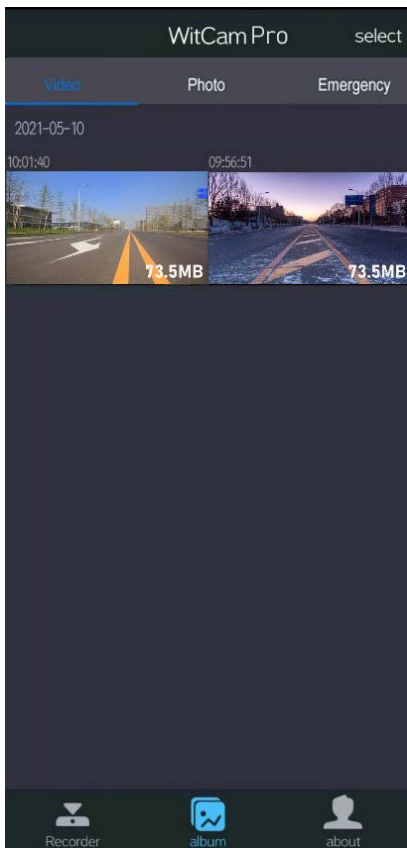 WitCam Pro select
Video Photo Emergency
2021-05-10
10:01:40 09:56:51
73.5MB 73.5MB
Recorder album about